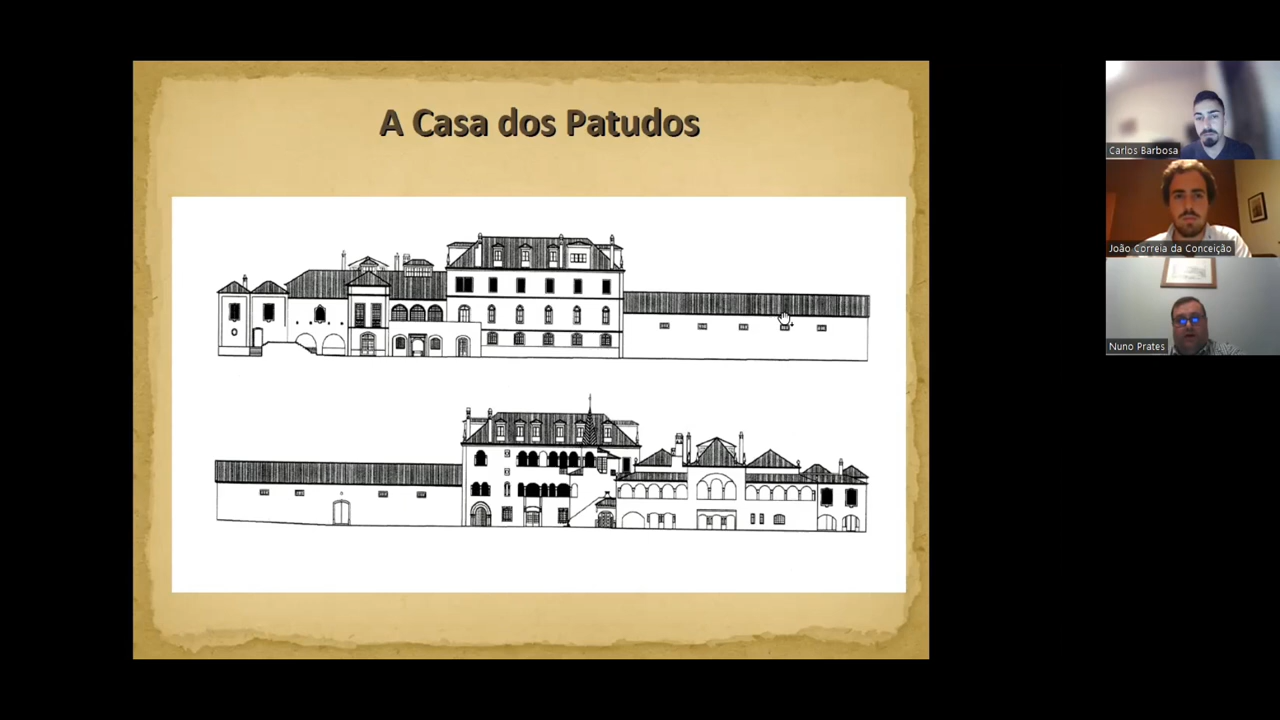 A Casa dos Patudos
Carlos Barbosa
João Correia da Conceição
Nuno Prates